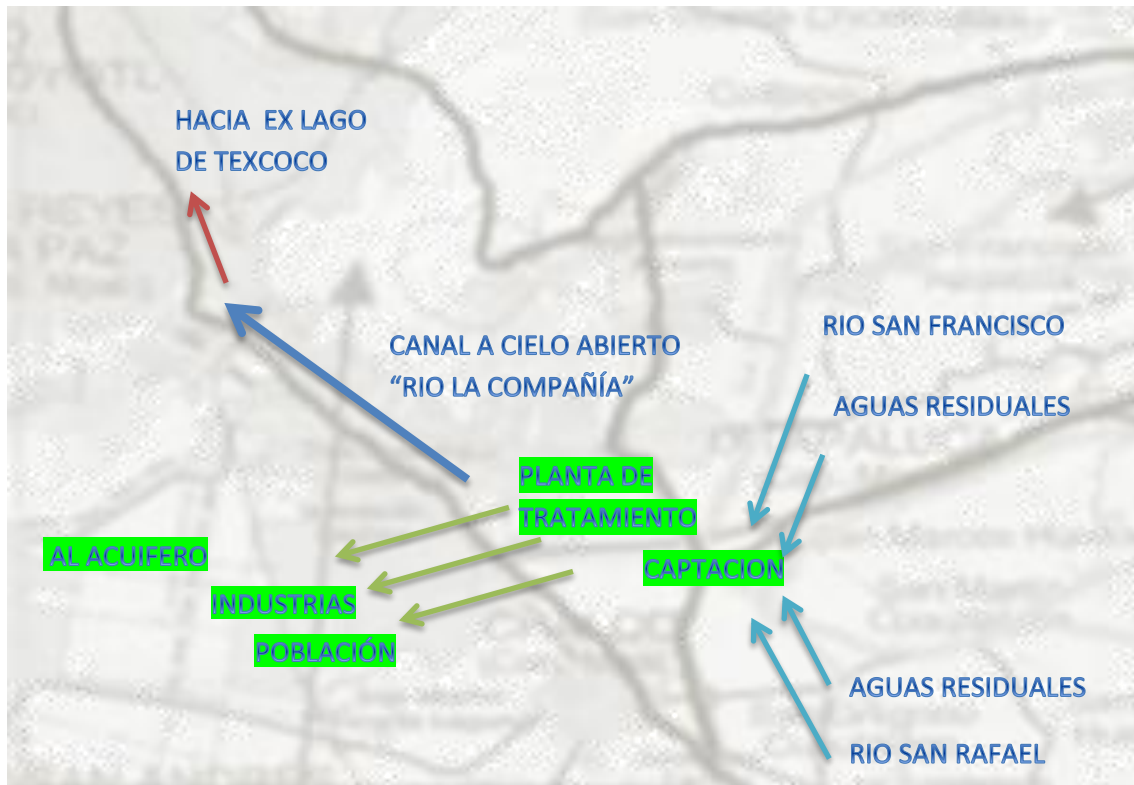 HACIA EX LAGO
DE TEXCOCO
RIO SAN FRANCISCO
CANAL A CIELO ABIERTO
“RIO LA COMPAÑÍA”
AGUAS RESIDUALES
PLANTA DE
TRATAMIENTO
AL ACUIFERO
CAPTACION
INDUSTRIAS
POBLACIÓN
AGUAS RESIDUALES
RIO SAN RAFAEL